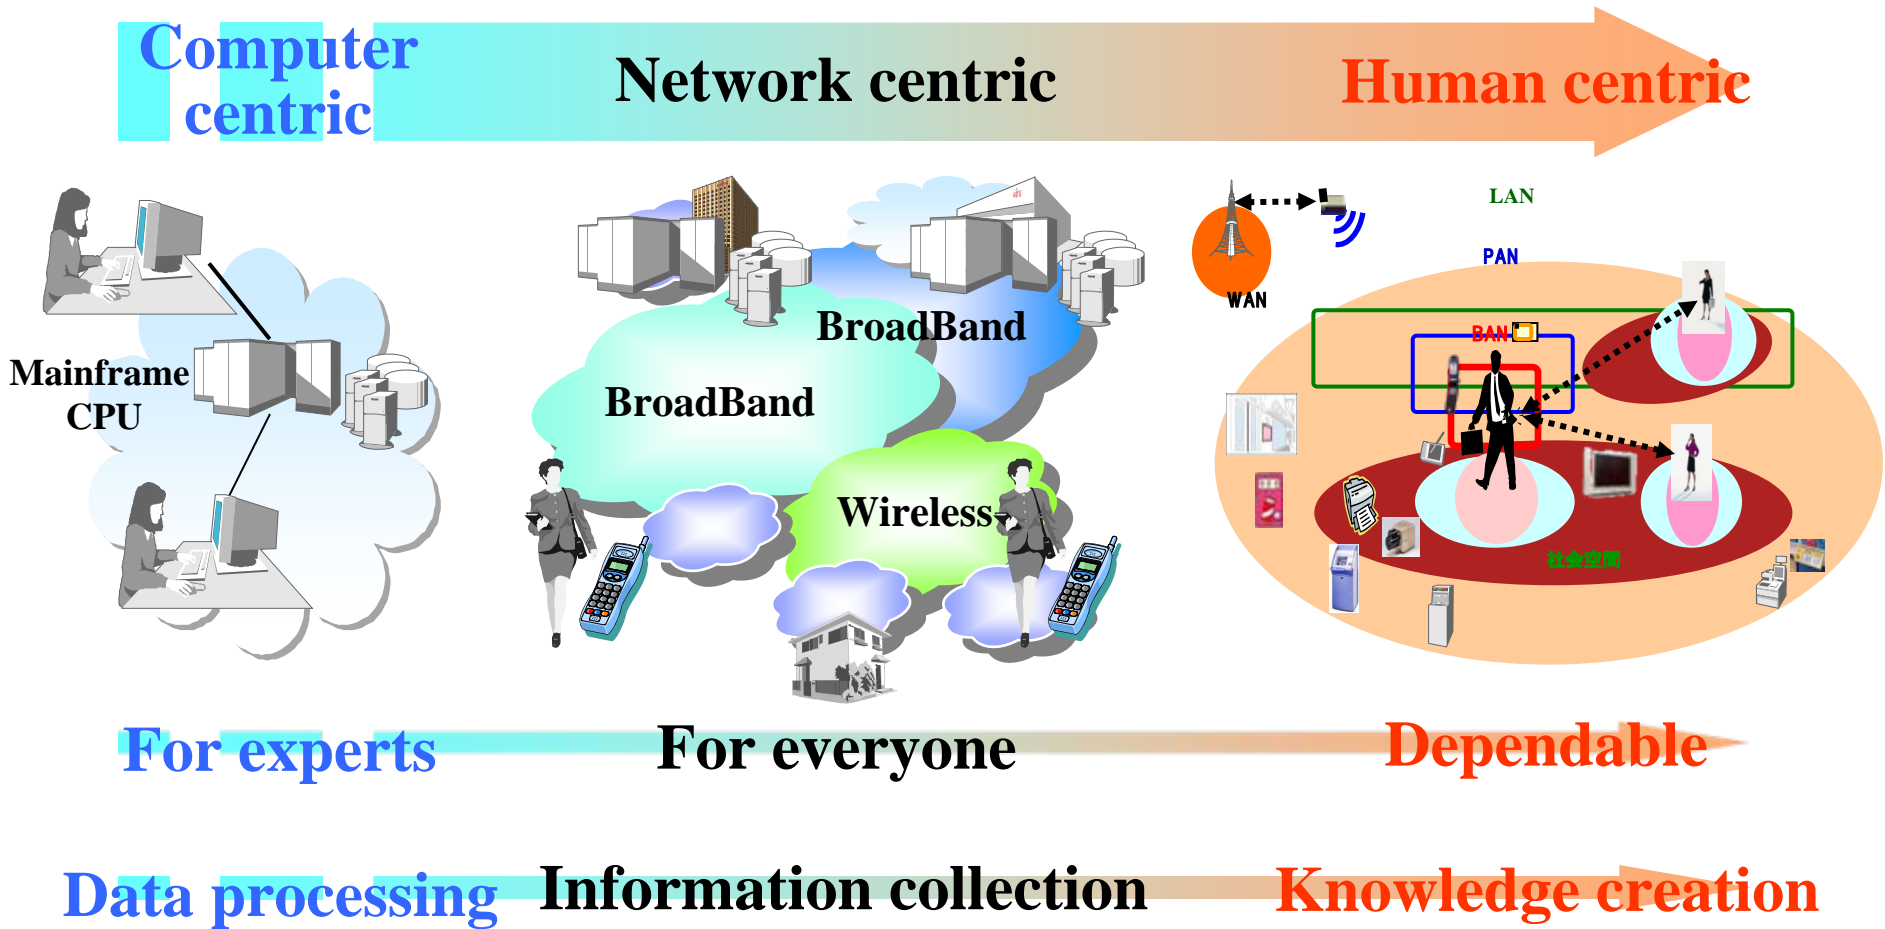 Computer
centric
Network centric
Human centric
LAN
PAN
WAN
BAN
Mainframe
CPU
BroadBand
BroadBand
Wireless
社会空間
For experts
For everyone
Dependable
Data processing
Information collection
Knowledge creation